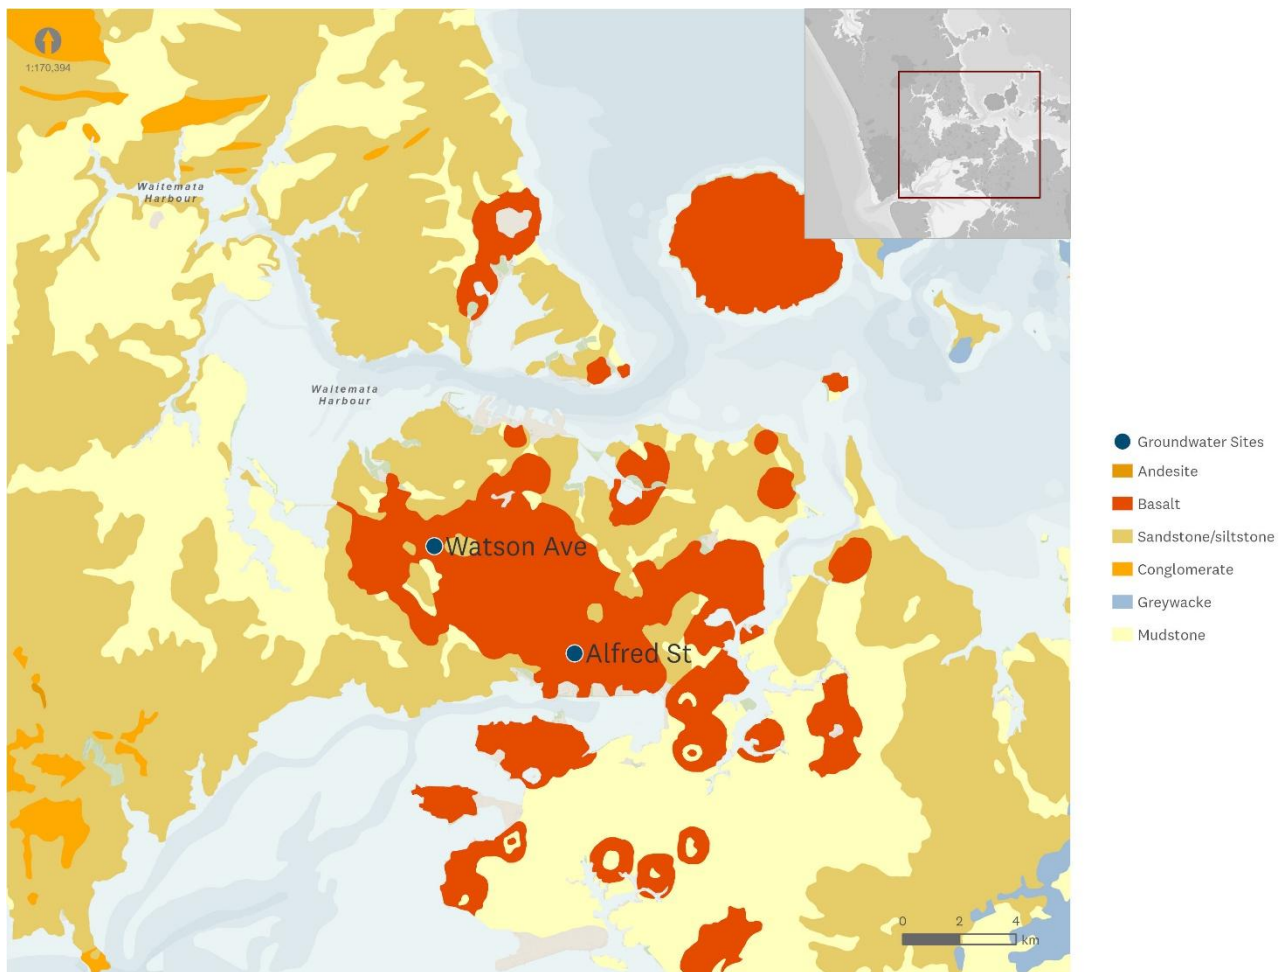 1:170,394
Waitemata
Harbour
Waitemata
Harbour
Watson Ave
Alfred St
Groundwater Sites
Andesite
Basalt
Sandstone/siltstone
Conglomerate
Greywacke
Mudstone
0 2 4
km